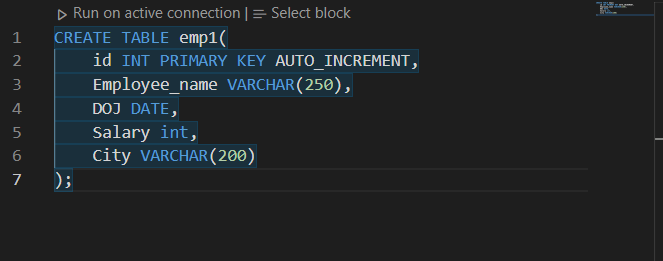 Run on active connection | Select block
1 CREATE TABLE emp1(
2 id INT PRIMARY KEY AUTO_INCREMENT,
3 Employee_name VARCHAR(250),
4 DOJ DATE,
5 Salary int,
6 City VARCHAR(200)
7 );